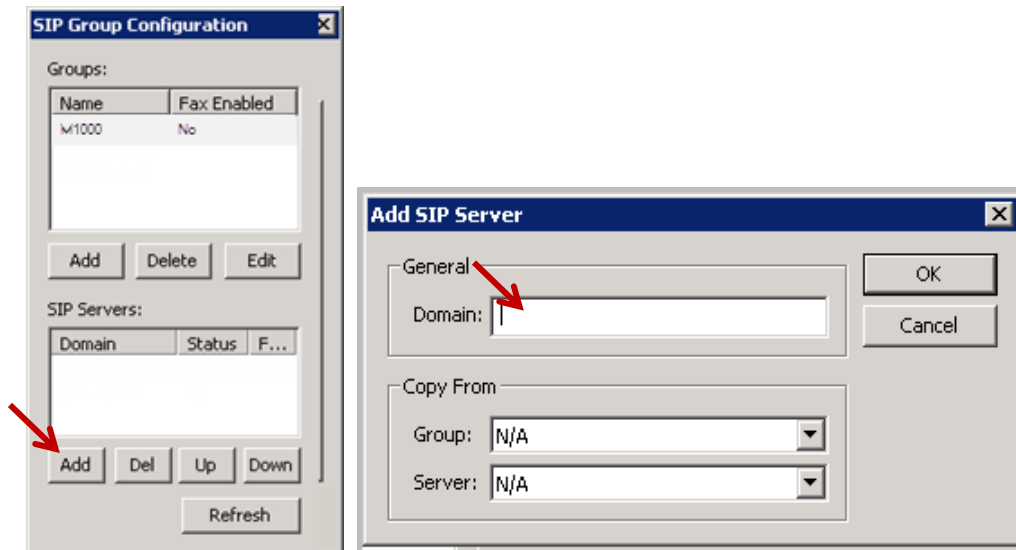 SIP Group Configuration
Groups:
Name Fax Enabled
M1000 No
Add Delete Edit
SIP Servers:
Domain Status F...
Add Del Up Down
Refresh
Add SIP Server
General
Domain:
OK
Cancel
Copy From
Group: N/A
Server: N/A